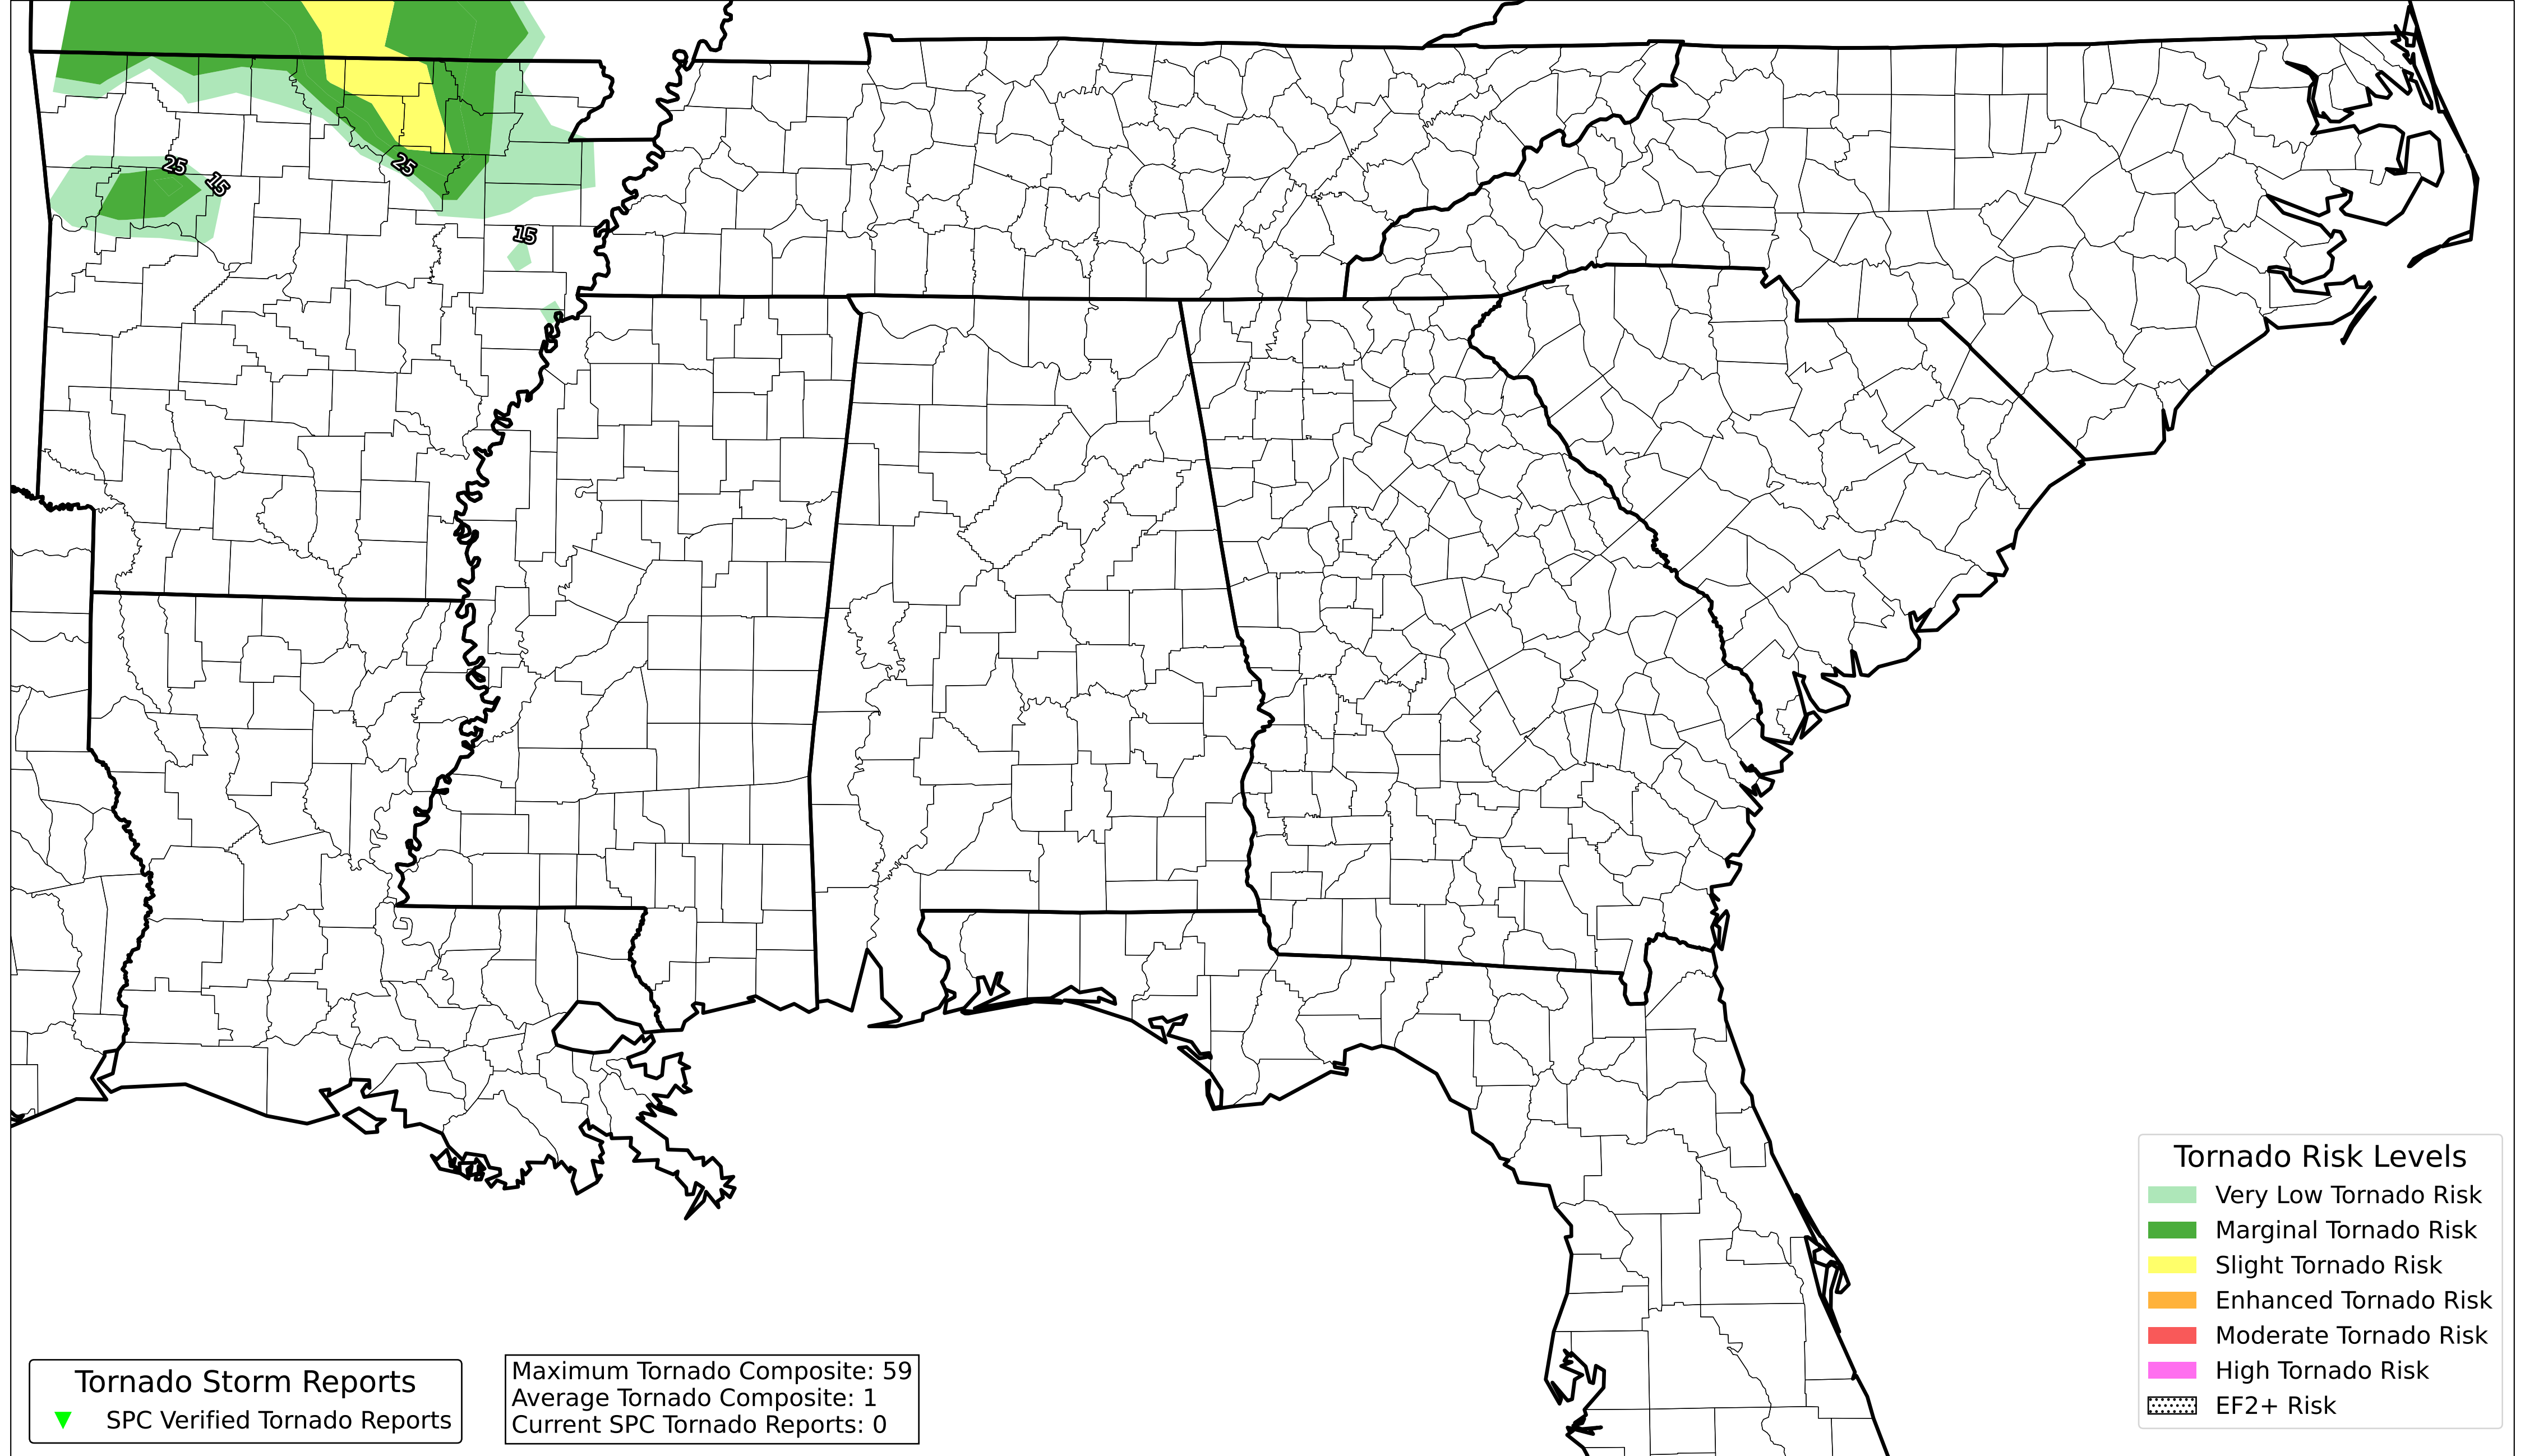 25
15
25
15
Tornado Risk Levels
Very Low Tornado Risk
Marginal Tornado Risk
Slight Tornado Risk
Enhanced Tornado Risk
Moderate Tornado Risk
High Tornado Risk
EF2+ Risk
Tornado Storm Reports
SPC Verified Tornado Reports
Maximum Tornado Composite: 59
Average Tornado Composite: 1
Current SPC Tornado Reports: 0